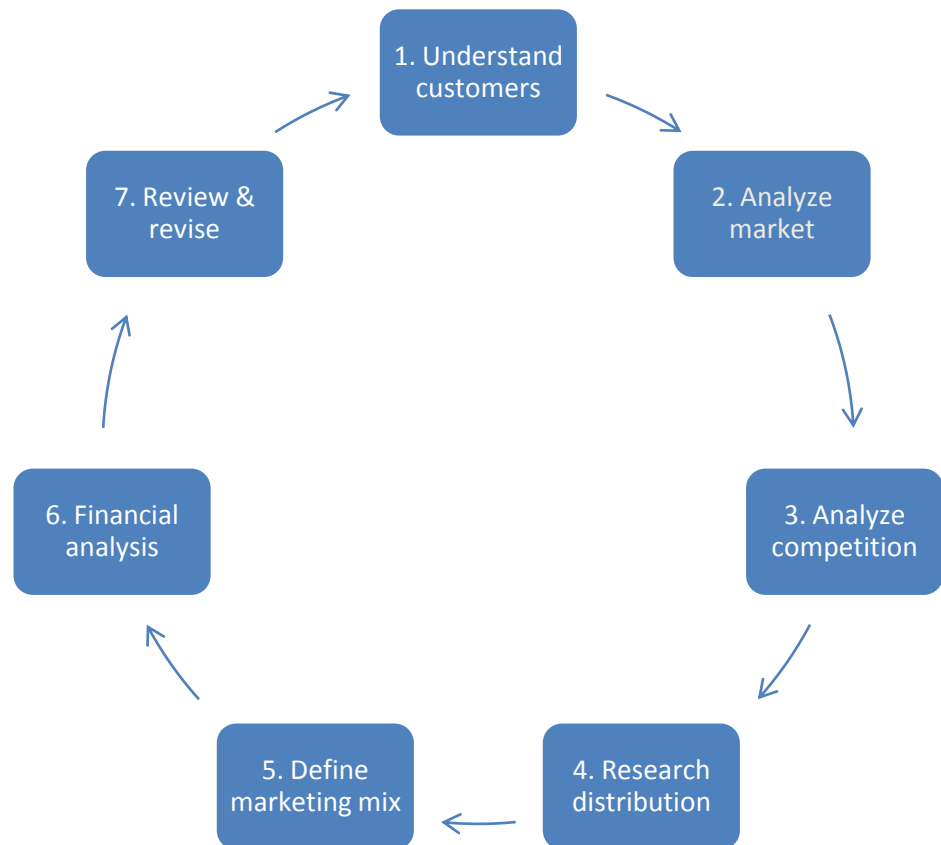 1. Understand
customers
2. Analyze
market
3. Analyze
competition
4. Research
distribution
5. Define
marketing mix
6. Financial
analysis
7. Review &
revise